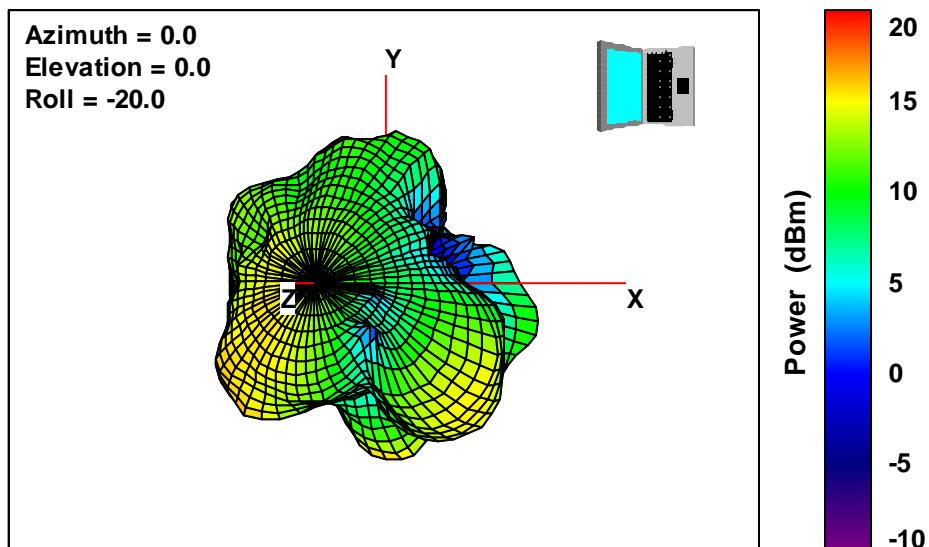 Azimuth = 0.0
Elevation = 0.0
Roll = -20.0
Y
X
Z
Power (dBm)
20
15
10
5
0
-5
-10